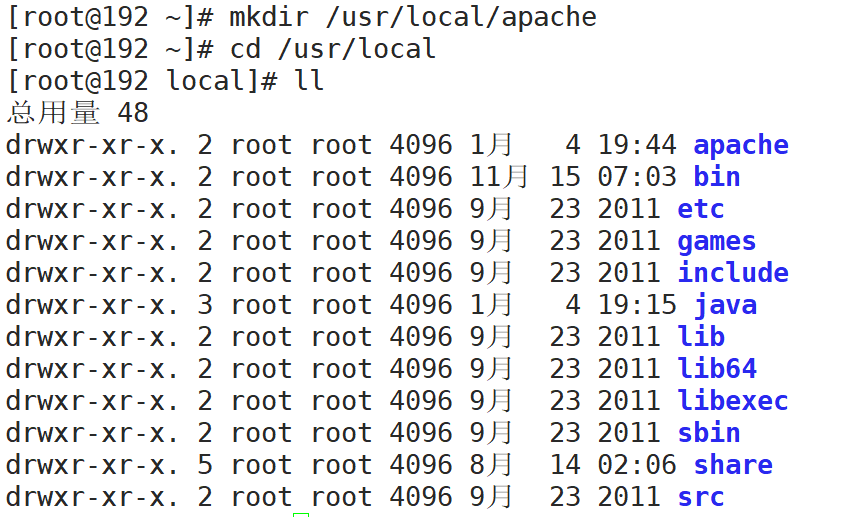 [root@192 ~]# mkdir /usr/local/apache
[root@192 ~]# cd /usr/local
[root@192 local]# ll
总用量 48
drwxr-xr-x. 2 root root 4096 1月   4 19:44 apache
drwxr-xr-x. 2 root root 4096 11月 15 07:03 bin
drwxr-xr-x. 2 root root 4096 9月  23 2011 etc
drwxr-xr-x. 2 root root 4096 9月  23 2011 games
drwxr-xr-x. 2 root root 4096 9月  23 2011 include
drwxr-xr-x. 3 root root 4096 1月   4 19:15 java
drwxr-xr-x. 2 root root 4096 9月  23 2011 lib
drwxr-xr-x. 2 root root 4096 9月  23 2011 lib64
drwxr-xr-x. 2 root root 4096 9月  23 2011 libexec
drwxr-xr-x. 2 root root 4096 9月  23 2011 sbin
drwxr-xr-x. 5 root root 4096 8月  14 02:06 share
drwxr-xr-x. 2 root root 4096 9月  23 2011 src